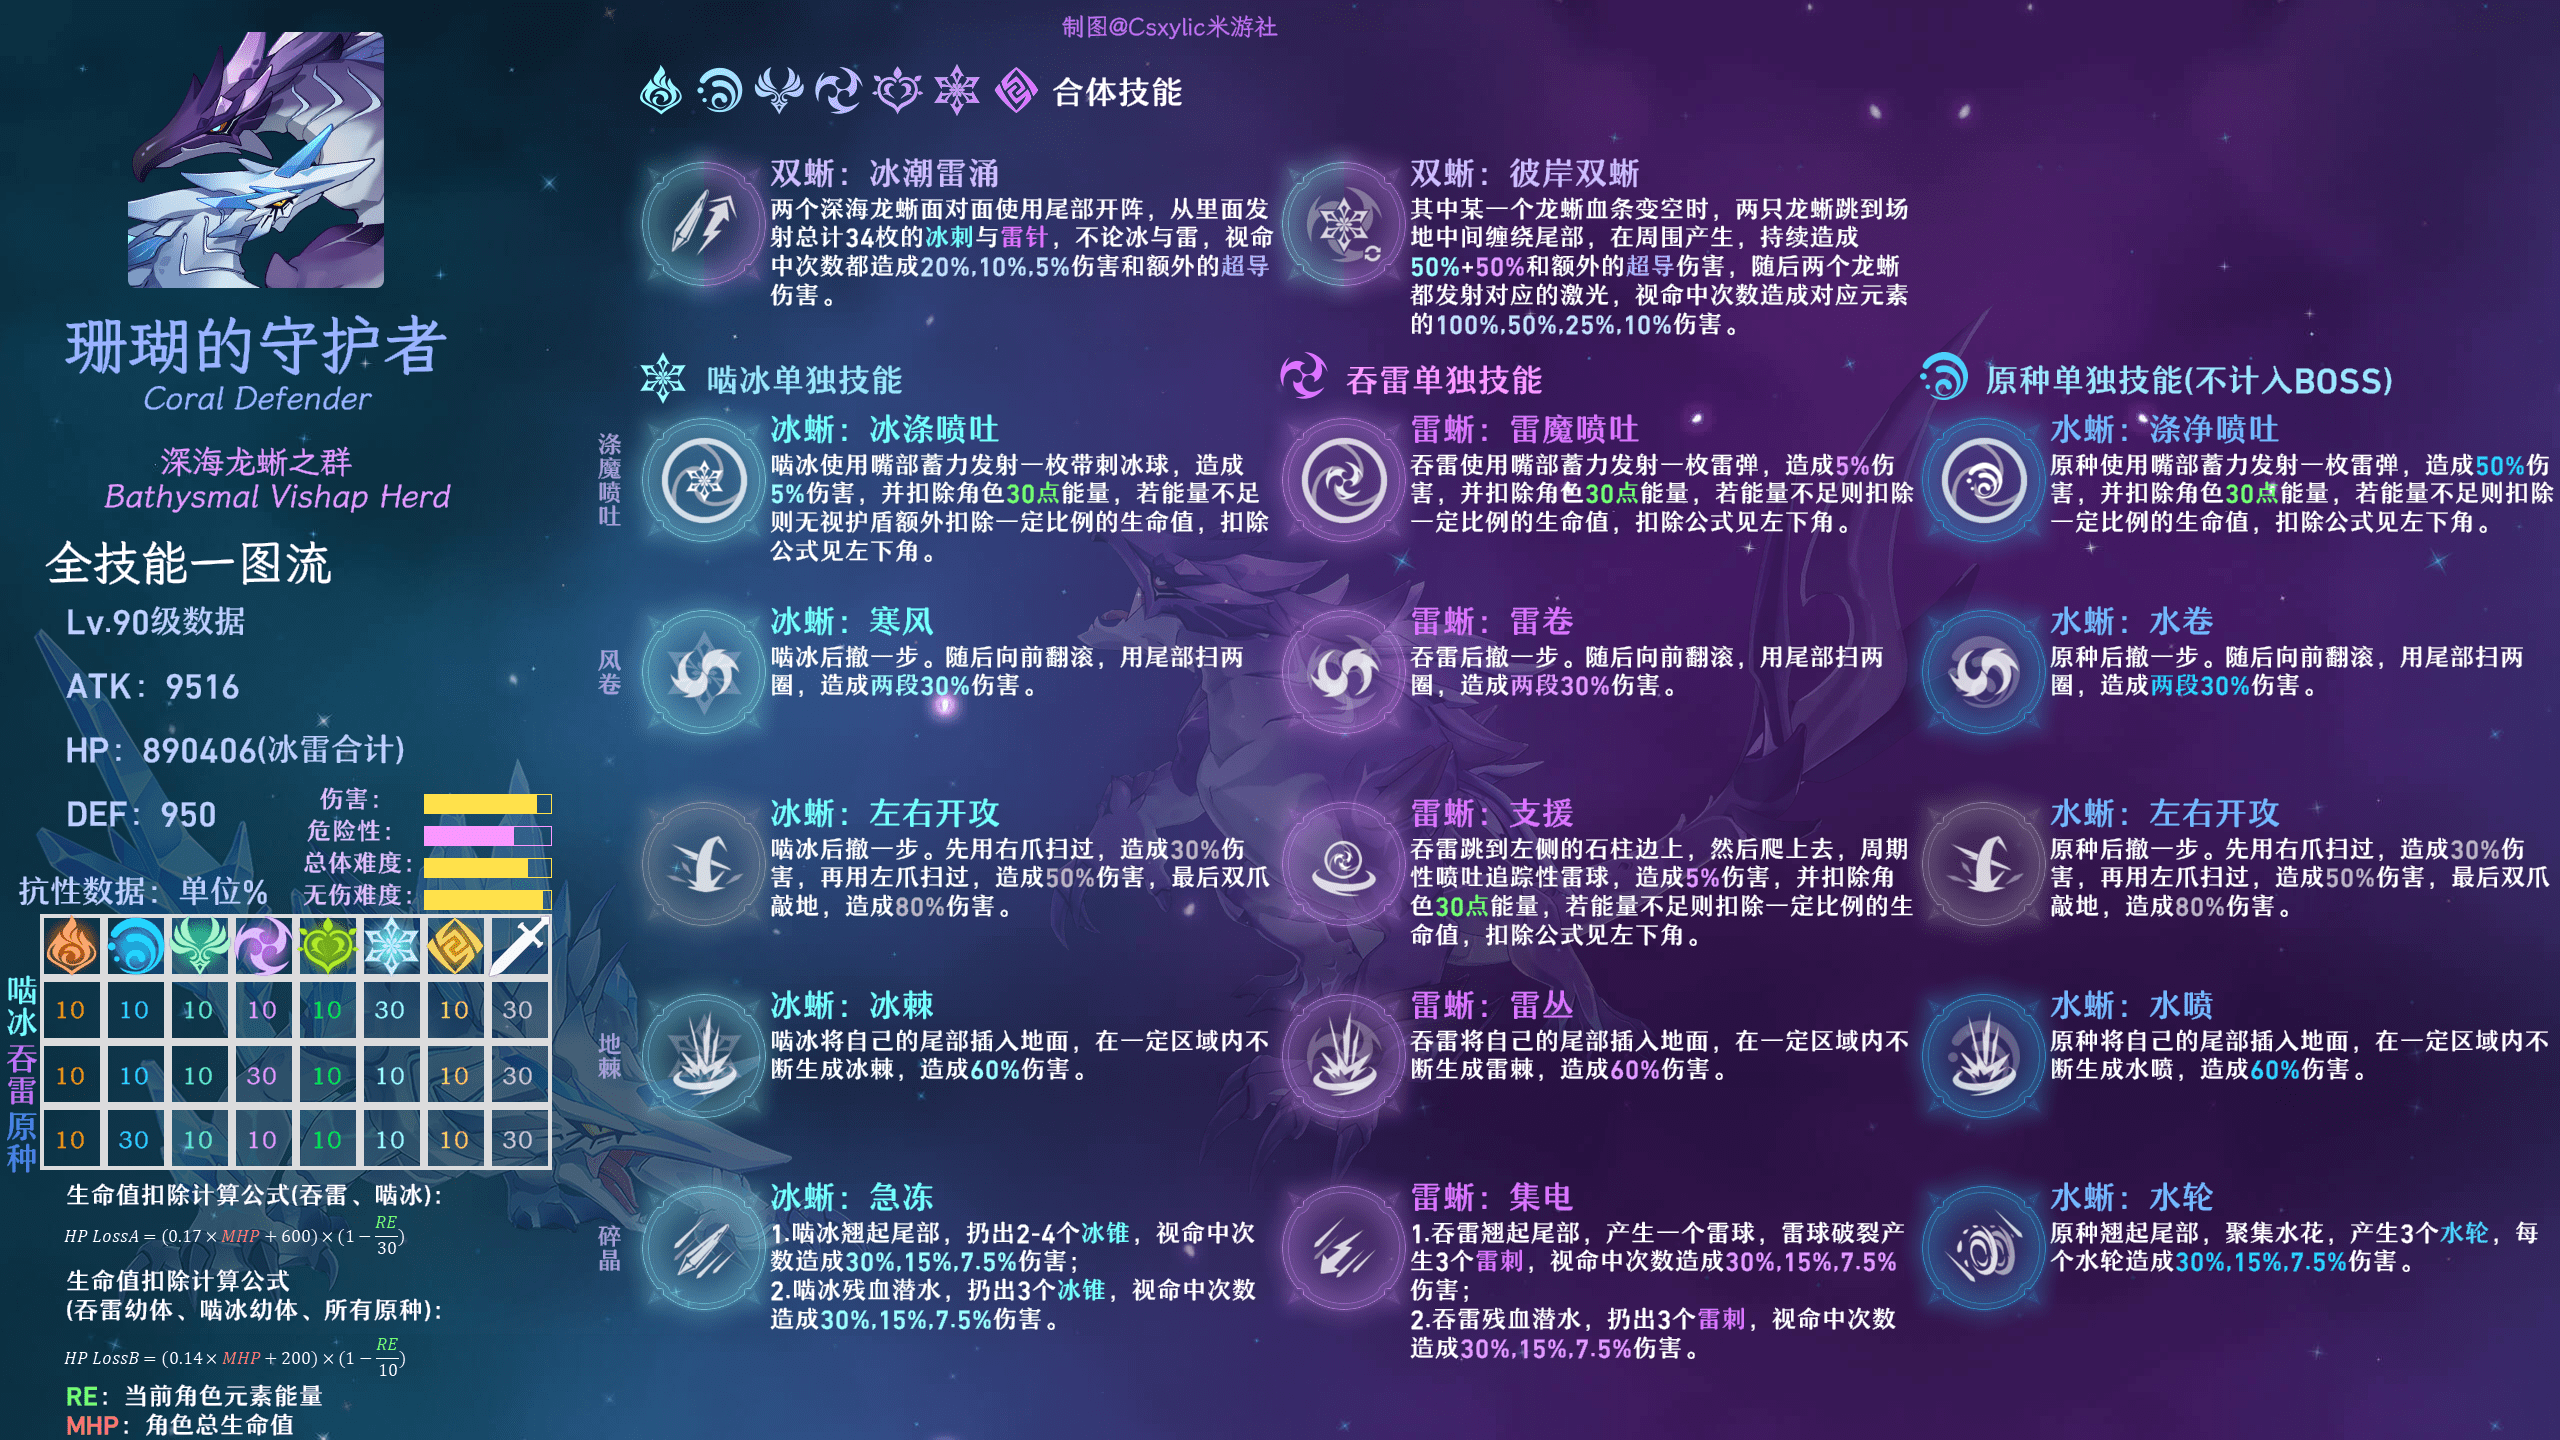 制图@Csxylic米游社
珊瑚的守护者
Coral Defender
深海龙蜥之群
Bathysmal Vishap Herd
全技能一图流
Lv.90级数据
ATK：9516
HP：890406(冰雷合计)
DEF：950
伤害：
危险性：
总体难度：
无伤难度：
抗性数据：单位%
啮冰 10 10 10 10 10 30 10 30
吞雷 10 10 10 30 10 10 10 30
原种 10 30 10 10 10 10 10 30
生命值扣除计算公式(吞雷、啮冰)：
HP LossA = (0.17 × MHP + 600) × (1 − RE/30)
生命值扣除计算公式
(吞雷幼体、啮冰幼体、所有原种)：
HP LossB = (0.14 × MHP + 200) × (1 − RE/10)
RE：当前角色元素能量
MHP：角色总生命值
合体技能
双蜥：冰潮雷涌
两个深海龙蜥面对面使用尾部开阵，从里面发
射总计34枚的冰刺与雷针，不论冰与雷，视命
中次数都造成20%,10%,5%伤害和额外的超导
伤害。
双蜥：彼岸双蜥
其中某一个龙蜥血条变空时，两只龙蜥跳到场
地中间缠绕尾部，在周围产生，持续造成
50%+50%和额外的超导伤害，随后两个龙蜥
都发射对应的激光，视命中次数造成对应元素
的100%,50%,25%,10%伤害。
啮冰单独技能
涤魔喷吐
冰蜥：冰涤喷吐
啮冰使用嘴部蓄力发射一枚带刺冰球，造成
5%伤害，并扣除角色30点能量，若能量不足
则无视护盾额外扣除一定比例的生命值，扣除
公式见左下角。
风卷
冰蜥：寒风
啮冰后撤一步。随后向前翻滚，用尾部扫两
圈，造成两段30%伤害。
冰蜥：左右开攻
啮冰后撤一步。先用右爪扫过，造成30%伤
害，再用左爪扫过，造成50%伤害，最后双爪
敲地，造成80%伤害。
地棘
冰蜥：冰棘
啮冰将自己的尾部插入地面，在一定区域内不
断生成冰棘，造成60%伤害。
碎晶
冰蜥：急冻
1.啮冰翘起尾部，扔出2-4个冰锥，视命中次
数造成30%,15%,7.5%伤害；
2.啮冰残血潜水，扔出3个冰锥，视命中次数
造成30%,15%,7.5%伤害。
吞雷单独技能
雷蜥：雷魔喷吐
吞雷使用嘴部蓄力发射一枚雷弹，造成5%伤
害，并扣除角色30点能量，若能量不足则扣除
一定比例的生命值，扣除公式见左下角。
雷蜥：雷卷
吞雷后撤一步。随后向前翻滚，用尾部扫两
圈，造成两段30%伤害。
雷蜥：支援
吞雷跳到左侧的石柱边上，然后爬上去，周期
性喷吐追踪性雷球，造成5%伤害，并扣除角
色30点能量，若能量不足则扣除一定比例的生
命值，扣除公式见左下角。
雷蜥：雷丛
吞雷将自己的尾部插入地面，在一定区域内不
断生成雷棘，造成60%伤害。
雷蜥：集电
1.吞雷翘起尾部，产生一个雷球，雷球破裂产
生3个雷刺，视命中次数造成30%,15%,7.5%
伤害；
2.吞雷残血潜水，扔出3个雷刺，视命中次数
造成30%,15%,7.5%伤害。
原种单独技能(不计入BOSS)
水蜥：涤净喷吐
原种使用嘴部蓄力发射一枚雷弹，造成50%伤
害，并扣除角色30点能量，若能量不足则扣除
一定比例的生命值，扣除公式见左下角。
水蜥：水卷
原种后撤一步。随后向前翻滚，用尾部扫两
圈，造成两段30%伤害。
水蜥：左右开攻
原种后撤一步。先用右爪扫过，造成30%伤
害，再用左爪扫过，造成50%伤害，最后双爪
敲地，造成80%伤害。
水蜥：水喷
原种将自己的尾部插入地面，在一定区域内不
断生成水喷，造成60%伤害。
水蜥：水轮
原种翘起尾部，聚集水花，产生3个水轮，每
个水轮造成30%,15%,7.5%伤害。